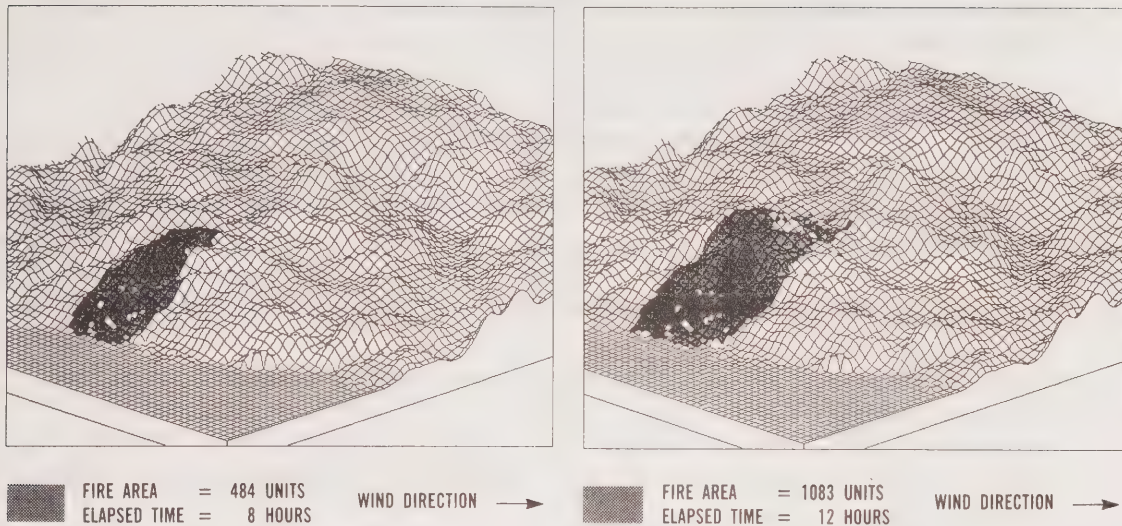 FIRE AREA = 484 UNITS
ELAPSED TIME = 8 HOURS
WIND DIRECTION
FIRE AREA = 1083 UNITS
ELAPSED TIME = 12 HOURS
WIND DIRECTION